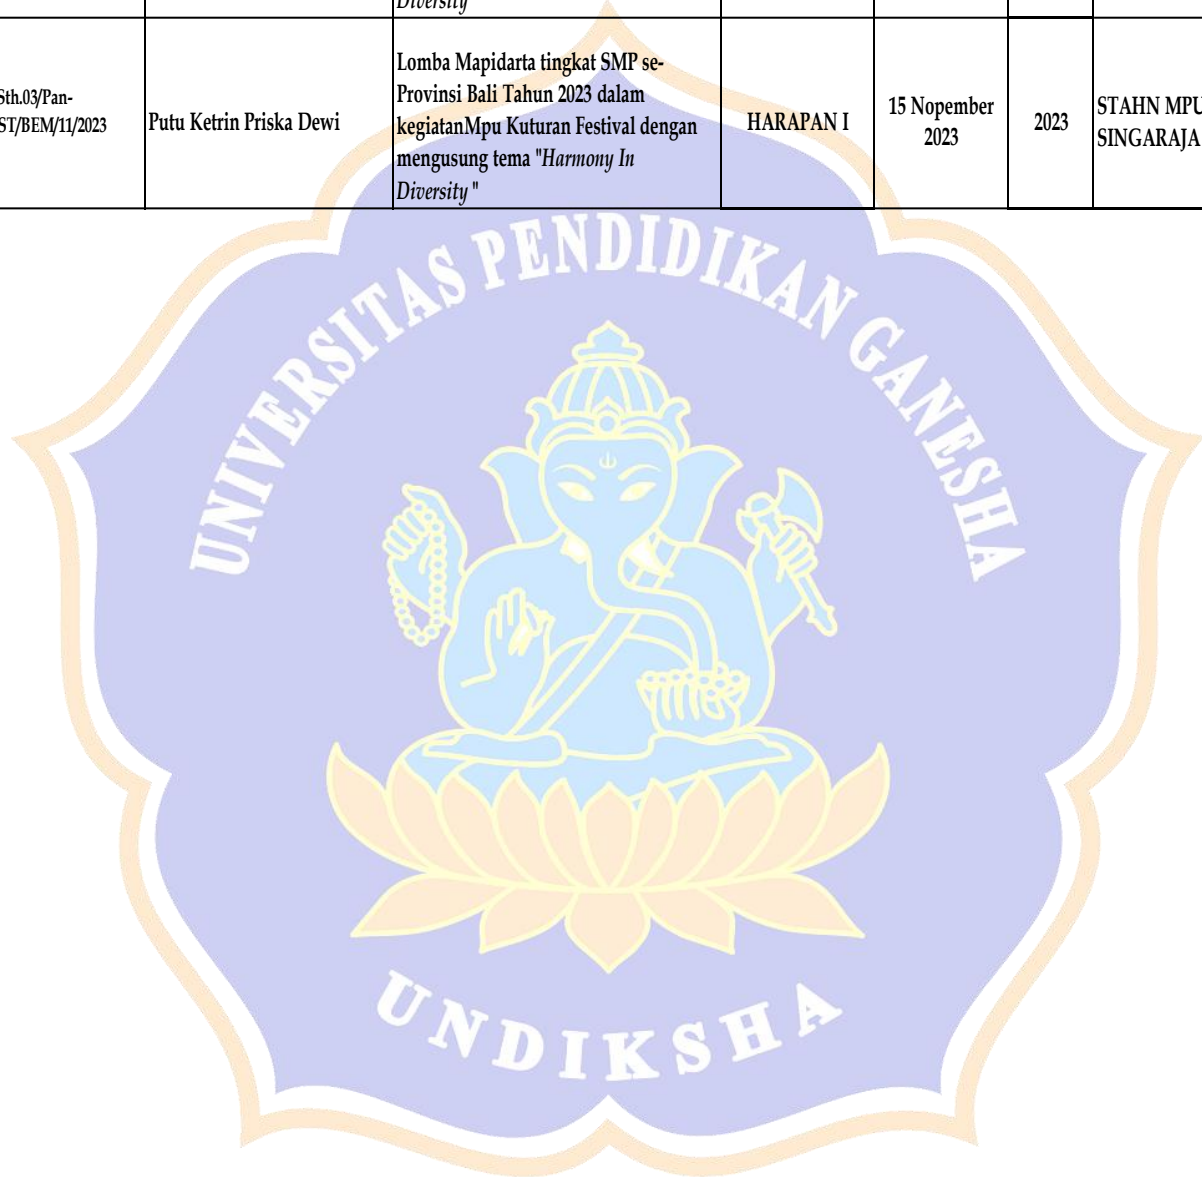 Diversity
Sth.03/Pan-
ST/BEM/11/2023
Putu Ketrin Priska Dewi
Lomba Mapidarta tingkat SMP se-
Provinsi Bali Tahun 2023 dalam
kegiatanMpu Kuturan Festival dengan
mengusung tema "Harmony In
Diversity "
HARAPAN I
15 Nopember
2023
2023
STAHN MPU
SINGARAJA
UNIVERSITAS PENDIDIKAN GANESHA
UNDIKSHA